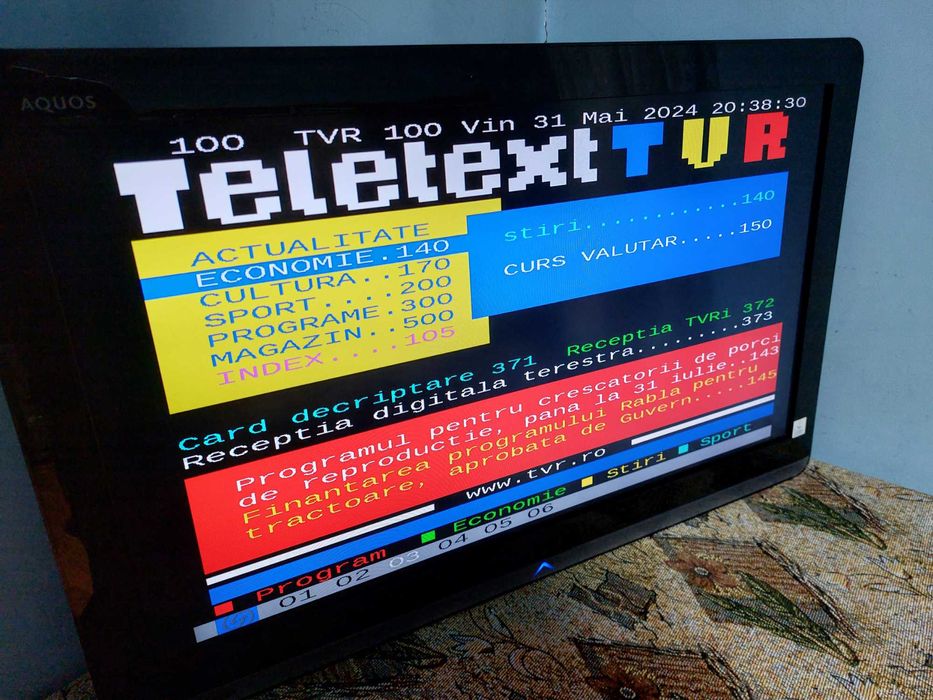 AQUOS
100 TVR 100 Vin 31 Mai 2024 20:38:30
Teletext TVR
ACTUALITATE
ECONOMIE.140
CULTURA..170
SPORT....200
PROGRAME.300
MAGAZIN..500
INDEX....105
stiri...........140
CURS VALUTAR.....150
Card decriptare 371 Receptia TVRi 372
Receptia digitala terestra.........373
Programul pentru crescatorii de porci
de reproductie, pana la 31 iulie..143
Finantarea programului Rabla pentru
tractoare, aprobata de Guvern.....145
www.tvr.ro
Program Economie Stiri Sport
01 02 03 04 05 06